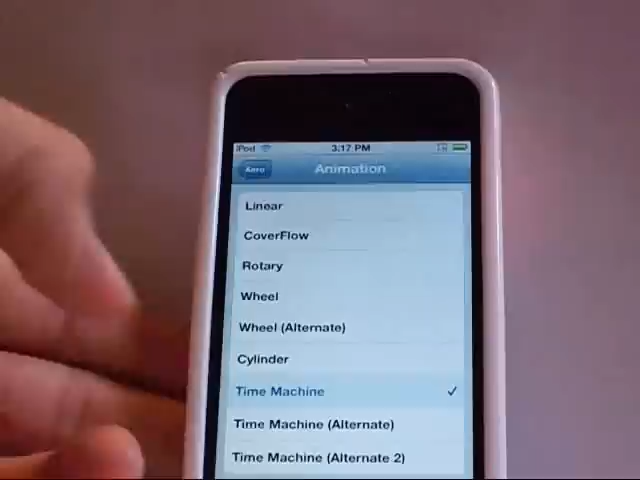 iPod 3:17 PM
Aero Animation
Linear
CoverFlow
Rotary
Wheel
Wheel (Alternate)
Cylinder
Time Machine
Time Machine (Alternate)
Time Machine (Alternate 2)